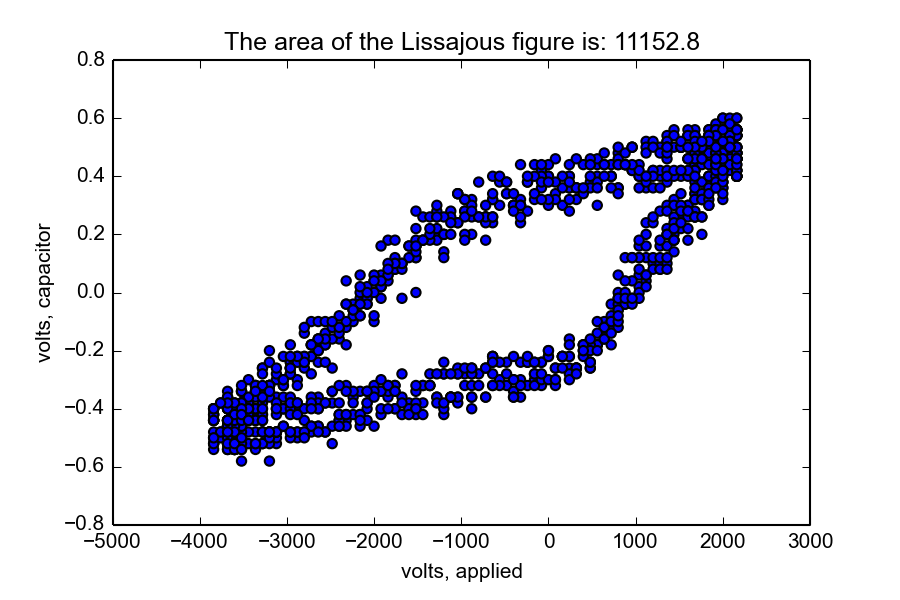 The area of the Lissajous figure is: 11152.8
0.8
0.6
0.4
0.2
0.0
−0.2
−0.4
−0.6
−0.8
volts, capacitor
−5000 −4000 −3000 −2000 −1000 0 1000 2000 3000
volts, applied